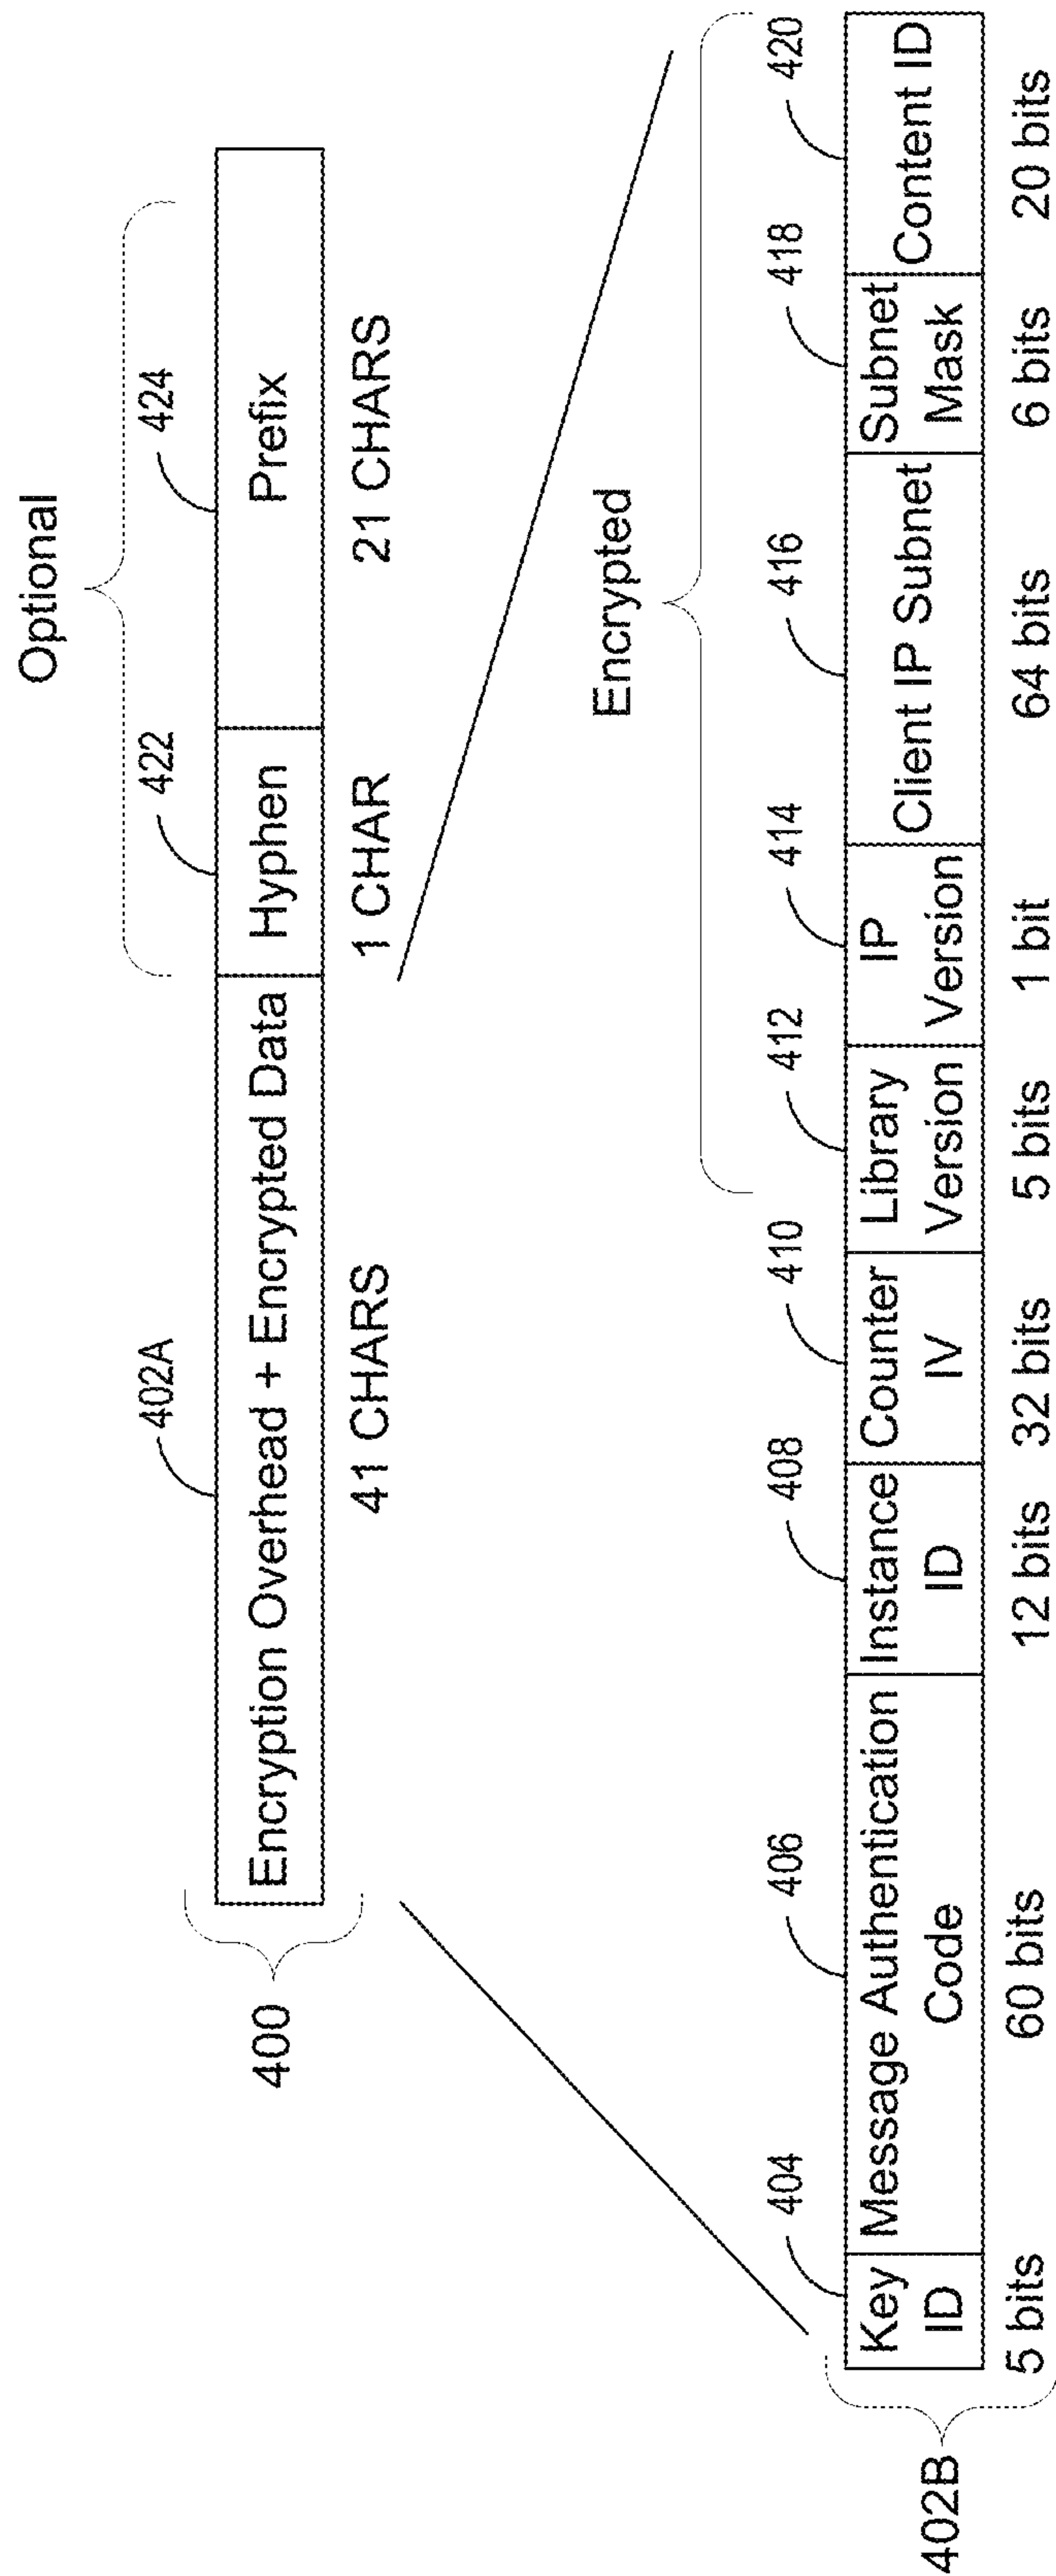 Optional
402A
422
424
400
Encryption Overhead + Encrypted Data
Hyphen
Prefix
41 CHARS
1 CHAR
21 CHARS
Encrypted
404
406
408
410
412
414
416
418
420
402B
Key
ID
Message Authentication
Code
Instance
ID
Counter
IV
Library
Version
IP
Version
Client IP Subnet
Subnet
Mask
Content ID
5 bits
60 bits
12 bits
32 bits
5 bits
1 bit
64 bits
6 bits
20 bits